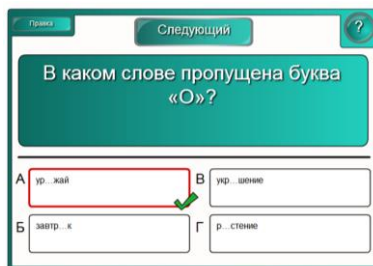 Правка
Следующий
?
В каком слове пропущена буква
«О»?
А
ур...жай
В
укр...шение
Б
завтр...к
Г
р...стение